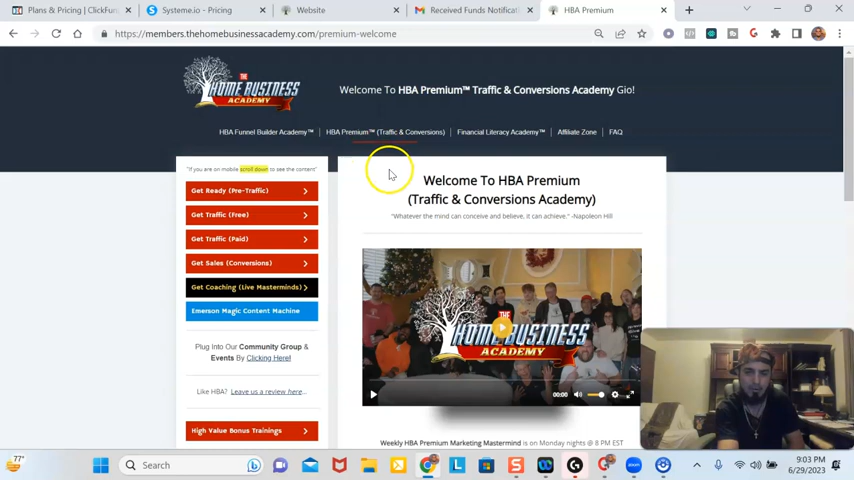 Plans & Pricing | ClickFun
Systeme.io - Pricing
Website
Received Funds Notificat
HBA Premium
https://members.thehomebusinessacademy.com/premium-welcome
THE
HOME BUSINESS
ACADEMY
Welcome To HBA Premium™ Traffic & Conversions Academy Gio!
HBA Funnel Builder Academy™
HBA Premium™ (Traffic & Conversions)
Financial Literacy Academy™
Affiliate Zone
FAQ
"If you are on mobile scroll down to see the content"
Get Ready (Pre-Traffic)
Get Traffic (Free)
Get Traffic (Paid)
Get Sales (Conversions)
Get Coaching (Live Masterminds)
Emerson Magic Content Machine
Plug Into Our Community Group &
Events By Clicking Here!
Like HBA? Leave us a review here...
High Value Bonus Trainings
Welcome To HBA Premium
(Traffic & Conversions Academy)
"Whatever the mind can conceive and believe, it can achieve." -Napoleon Hill
THE
HOME BUSINESS
ACADEMY
00:00
Weekly HBA Premium Marketing Mastermind is on Monday nights @ 8 PM EST
77°
Search
zoom
9:03 PM
6/29/2023